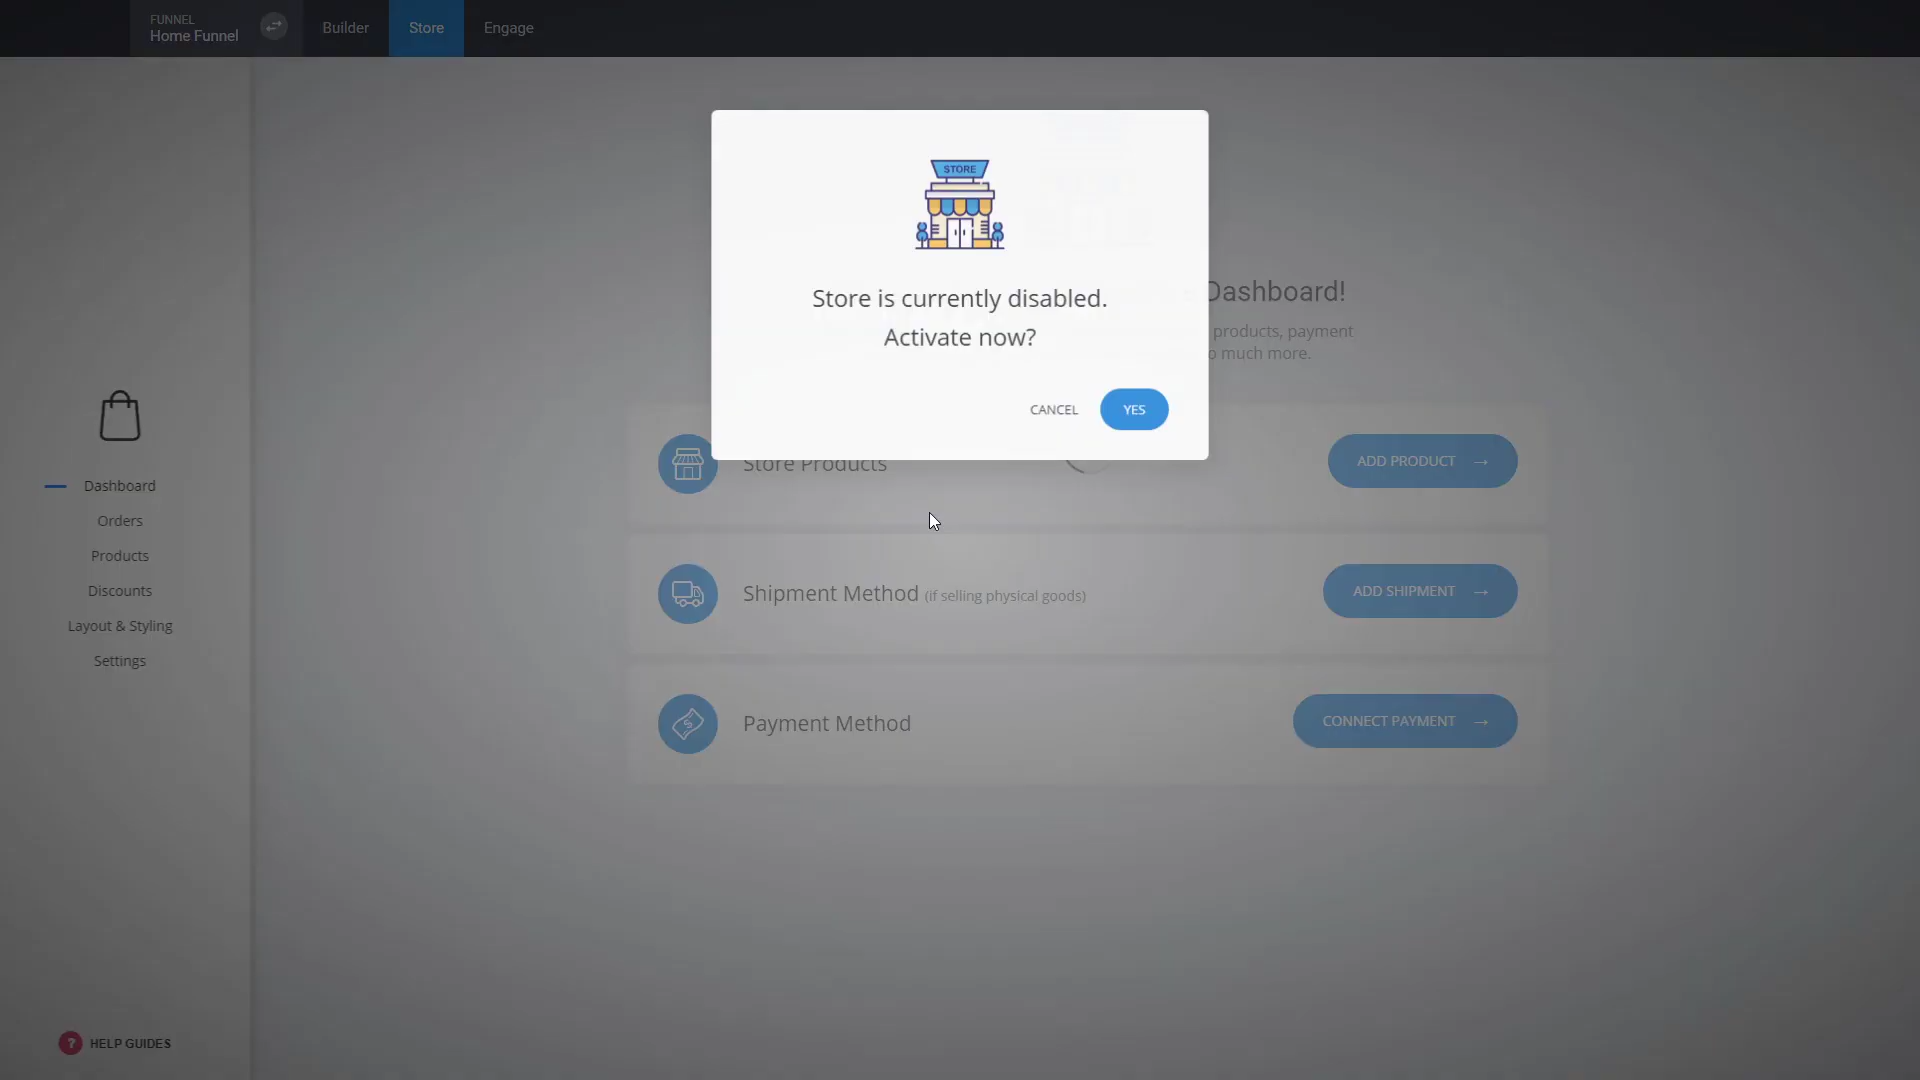 FUNNEL
Home Funnel
Builder
Store
Engage
STORE
Store is currently disabled.
Activate now?
CANCEL
YES
Dashboard!
products, payment
o much more.
Store Products
ADD PRODUCT →
Shipment Method (if selling physical goods)
ADD SHIPMENT →
Payment Method
CONNECT PAYMENT →
Dashboard
Orders
Products
Discounts
Layout & Styling
Settings
? HELP GUIDES